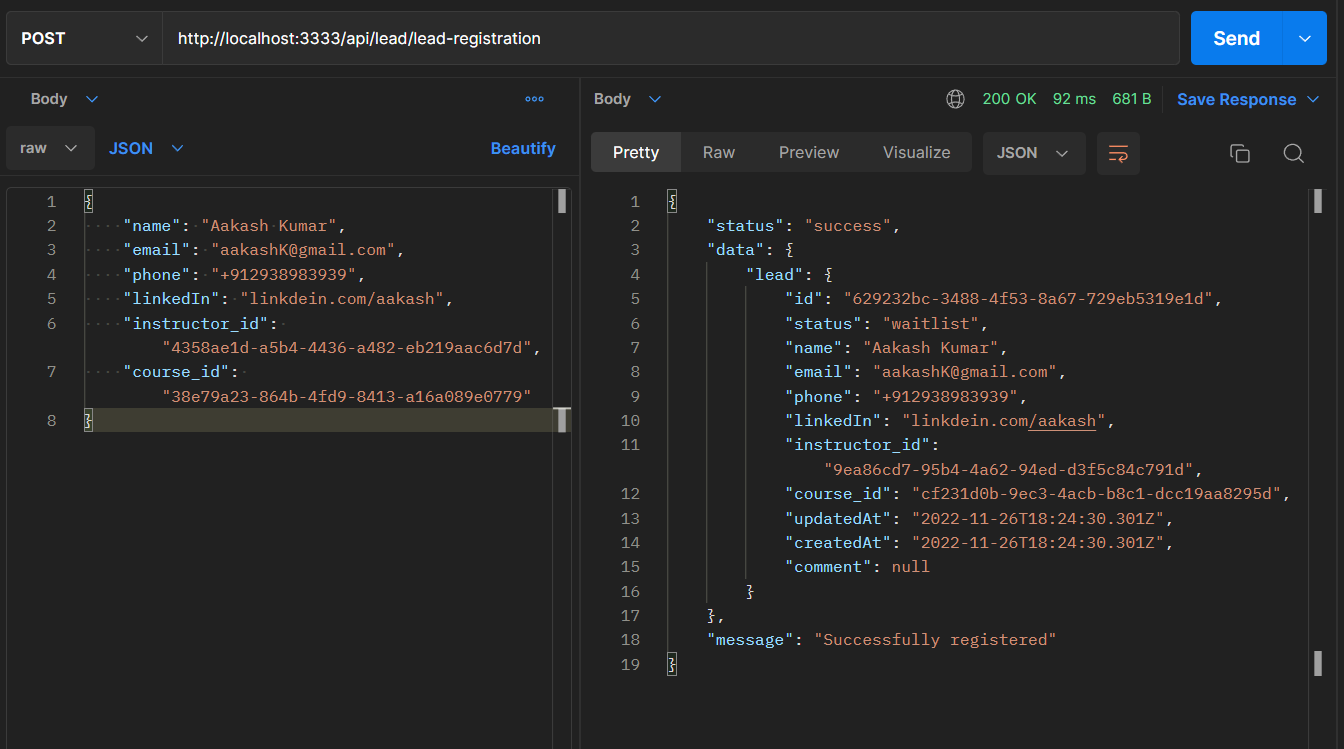 POST http://localhost:3333/api/lead/lead-registration Send
Body
raw JSON Beautify
1 {
2 "name": "Aakash Kumar",
3 "email": "aakashK@gmail.com",
4 "phone": "+912938983939",
5 "linkedIn": "linkdein.com/aakash",
6 "instructor_id":
"4358ae1d-a5b4-4436-a482-eb219aac6d7d",
7 "course_id":
"38e79a23-864b-4fd9-8413-a16a089e0779"
8 }
Body 200 OK 92 ms 681 B Save Response
Pretty Raw Preview Visualize JSON
1 {
2 "status": "success",
3 "data": {
4 "lead": {
5 "id": "629232bc-3488-4f53-8a67-729eb5319e1d",
6 "status": "waitlist",
7 "name": "Aakash Kumar",
8 "email": "aakashK@gmail.com",
9 "phone": "+912938983939",
10 "linkedIn": "linkdein.com/aakash",
11 "instructor_id":
"9ea86cd7-95b4-4a62-94ed-d3f5c84c791d",
12 "course_id": "cf231d0b-9ec3-4acb-b8c1-dcc19aa8295d",
13 "updatedAt": "2022-11-26T18:24:30.301Z",
14 "createdAt": "2022-11-26T18:24:30.301Z",
15 "comment": null
16 }
17 },
18 "message": "Successfully registered"
19 }